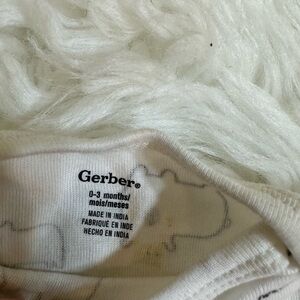 Gerber®
0-3 months/
mois/meses
MADE IN INDIA
FABRIQUÉ EN INDE
HECHO EN INDIA